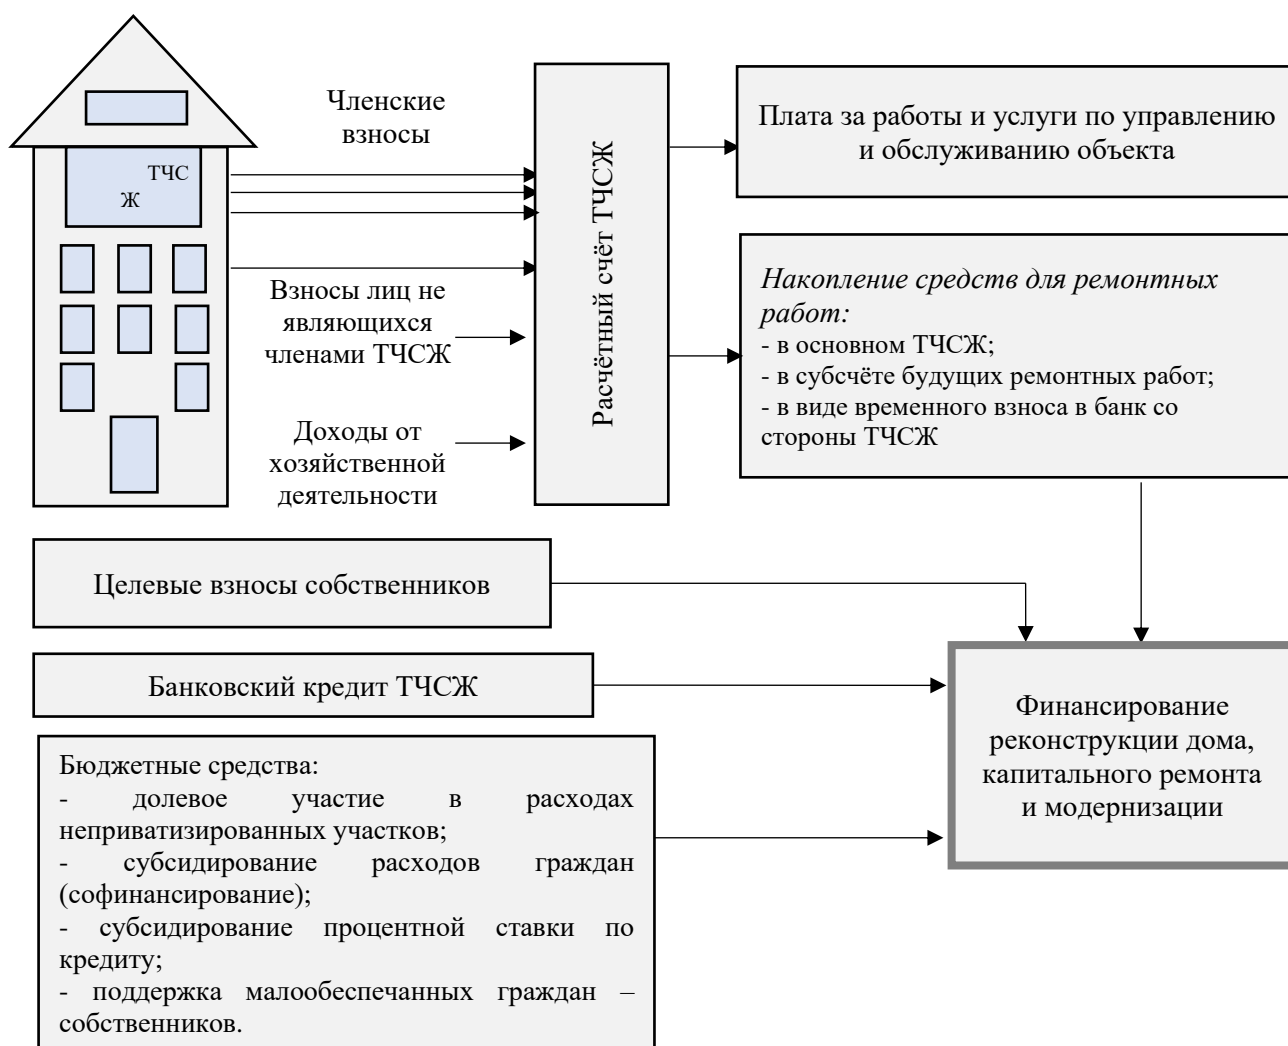 Членские
взносы
ТЧС
Ж
Взносы лиц не
являющихся
членами ТЧСЖ
Доходы от
хозяйственной
деятельности
Расчётный счёт ТЧСЖ
Плата за работы и услуги по управлению
и обслуживанию объекта
Накопление средств для ремонтных
работ:
- в основном ТЧСЖ;
- в субсчёте будущих ремонтных работ;
- в виде временного взноса в банк со
стороны ТЧСЖ
Целевые взносы собственников
Банковский кредит ТЧСЖ
Бюджетные средства:
- долевое участие в расходах
неприватизированных участков;
- субсидирование расходов граждан
(софинансирование);
- субсидирование процентной ставки по
кредиту;
- поддержка малообеспечанных граждан –
собственников.
Финансирование
реконструкции дома,
капитального ремонта
и модернизации